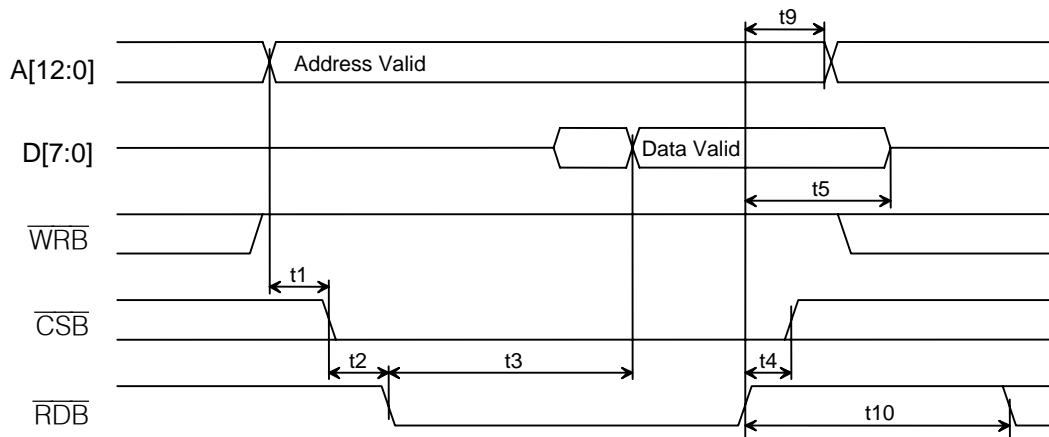 t9
A[12:0] Address Valid
D[7:0] Data Valid
t5
WRB
t1
CSB
t2 t3 t4
RDB t10